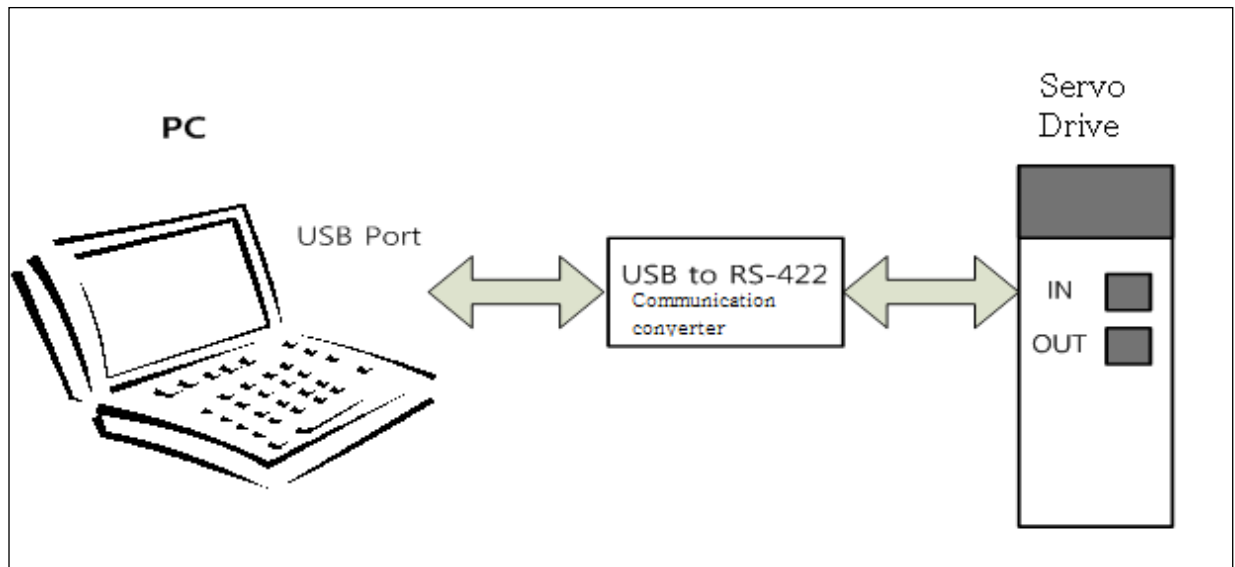 PC
USB Port
USB to RS-422
Communication
converter
Servo
Drive
IN
OUT